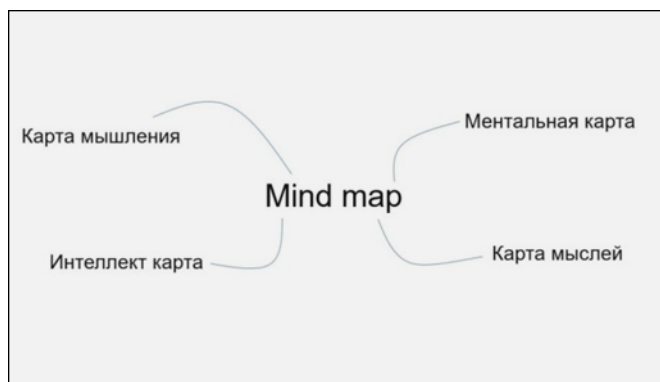 Ментальная карта
Карта мышления
Mind map
Карта мыслей
Интеллект карта